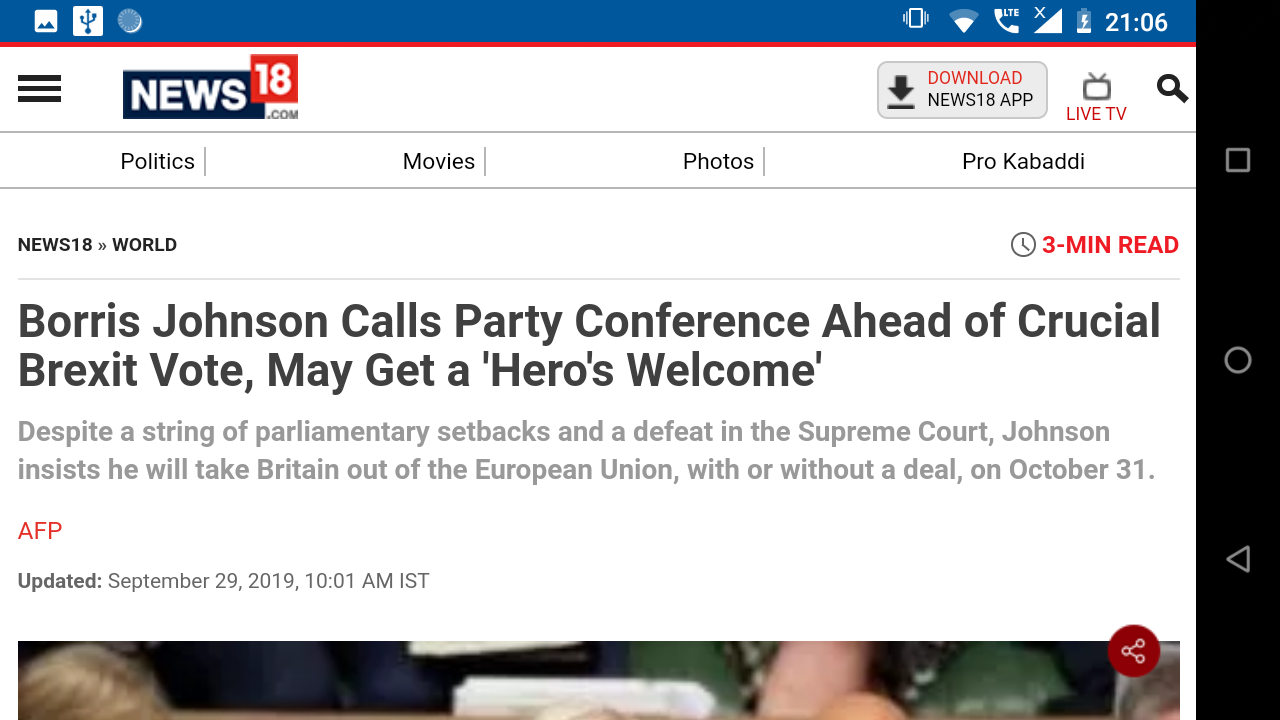 LTE
X
21:06
NEWS 18
.COM
DOWNLOAD
NEWS18 APP
LIVE TV
Politics
Movies
Photos
Pro Kabaddi
NEWS18 » WORLD
3-MIN READ
Borris Johnson Calls Party Conference Ahead of Crucial
Brexit Vote, May Get a 'Hero's Welcome'
Despite a string of parliamentary setbacks and a defeat in the Supreme Court, Johnson
insists he will take Britain out of the European Union, with or without a deal, on October 31.
AFP
Updated: September 29, 2019, 10:01 AM IST